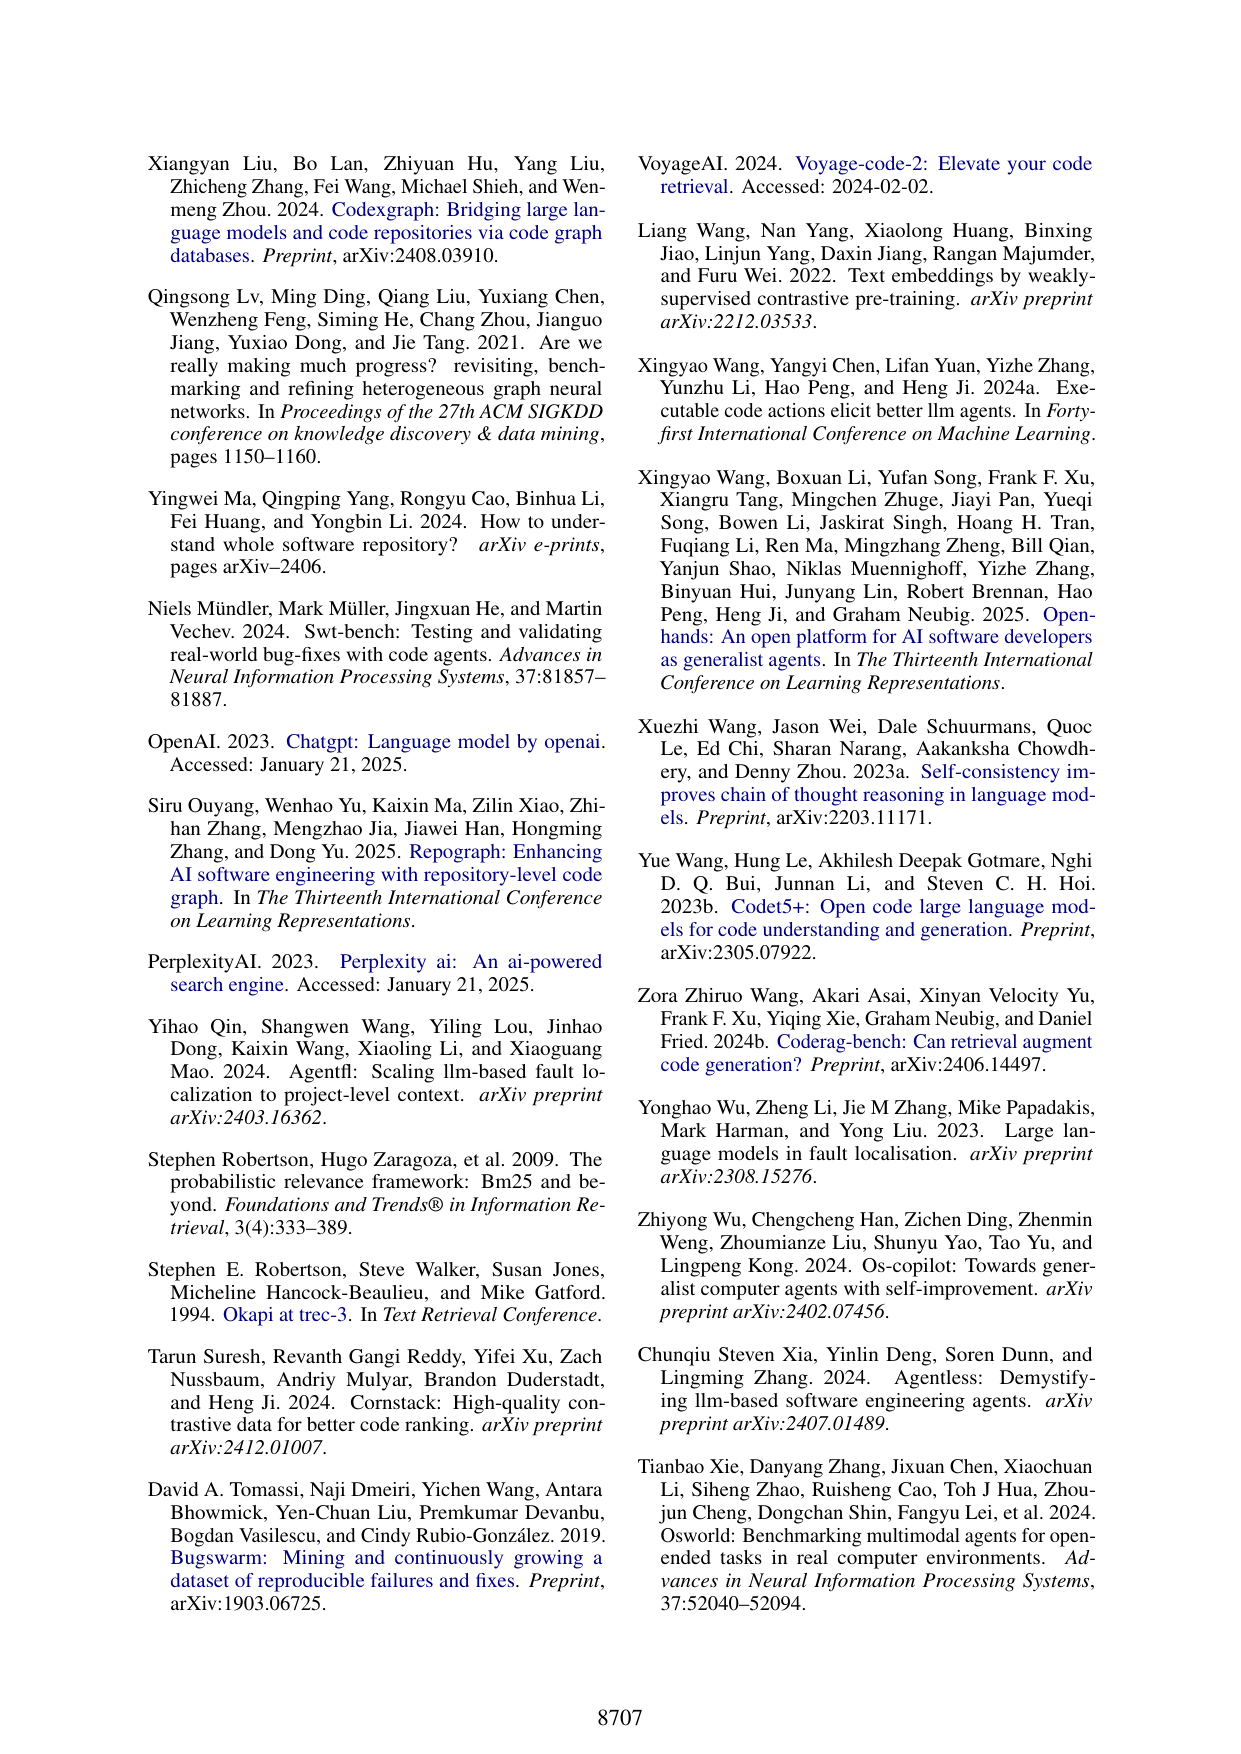 Xiangyan Liu, Bo Lan, Zhiyuan Hu, Yang Liu,
Zhicheng Zhang, Fei Wang, Michael Shieh, and Wen-
meng Zhou. 2024. Codexgraph: Bridging large lan-
guage models and code repositories via code graph
databases. Preprint, arXiv:2408.03910.
Qingsong Lv, Ming Ding, Qiang Liu, Yuxiang Chen,
Wenzheng Feng, Siming He, Chang Zhou, Jianguo
Jiang, Yuxiao Dong, and Jie Tang. 2021. Are we
really making much progress? revisiting, bench-
marking and refining heterogeneous graph neural
networks. In Proceedings of the 27th ACM SIGKDD
conference on knowledge discovery & data mining,
pages 1150–1160.
Yingwei Ma, Qingping Yang, Rongyu Cao, Binhua Li,
Fei Huang, and Yongbin Li. 2024. How to under-
stand whole software repository? arXiv e-prints,
pages arXiv–2406.
Niels Mündler, Mark Müller, Jingxuan He, and Martin
Vechev. 2024. Swt-bench: Testing and validating
real-world bug-fixes with code agents. Advances in
Neural Information Processing Systems, 37:81857–
81887.
OpenAI. 2023. Chatgpt: Language model by openai.
Accessed: January 21, 2025.
Siru Ouyang, Wenhao Yu, Kaixin Ma, Zilin Xiao, Zhi-
han Zhang, Mengzhao Jia, Jiawei Han, Hongming
Zhang, and Dong Yu. 2025. Repograph: Enhancing
AI software engineering with repository-level code
graph. In The Thirteenth International Conference
on Learning Representations.
PerplexityAI. 2023. Perplexity ai: An ai-powered
search engine. Accessed: January 21, 2025.
Yihao Qin, Shangwen Wang, Yiling Lou, Jinhao
Dong, Kaixin Wang, Xiaoling Li, and Xiaoguang
Mao. 2024. Agentfl: Scaling llm-based fault lo-
calization to project-level context. arXiv preprint
arXiv:2403.16362.
Stephen Robertson, Hugo Zaragoza, et al. 2009. The
probabilistic relevance framework: Bm25 and be-
yond. Foundations and Trends® in Information Re-
trieval, 3(4):333–389.
Stephen E. Robertson, Steve Walker, Susan Jones,
Micheline Hancock-Beaulieu, and Mike Gatford.
1994. Okapi at trec-3. In Text Retrieval Conference.
Tarun Suresh, Revanth Gangi Reddy, Yifei Xu, Zach
Nussbaum, Andriy Mulyar, Brandon Duderstadt,
and Heng Ji. 2024. Cornstack: High-quality con-
trastive data for better code ranking. arXiv preprint
arXiv:2412.01007.
David A. Tomassi, Naji Dmeiri, Yichen Wang, Antara
Bhowmick, Yen-Chuan Liu, Premkumar Devanbu,
Bogdan Vasilescu, and Cindy Rubio-González. 2019.
Bugswarm: Mining and continuously growing a
dataset of reproducible failures and fixes. Preprint,
arXiv:1903.06725.
VoyageAI. 2024. Voyage-code-2: Elevate your code
retrieval. Accessed: 2024-02-02.
Liang Wang, Nan Yang, Xiaolong Huang, Binxing
Jiao, Linjun Yang, Daxin Jiang, Rangan Majumder,
and Furu Wei. 2022. Text embeddings by weakly-
supervised contrastive pre-training. arXiv preprint
arXiv:2212.03533.
Xingyao Wang, Yangyi Chen, Lifan Yuan, Yizhe Zhang,
Yunzhu Li, Hao Peng, and Heng Ji. 2024a. Exe-
cutable code actions elicit better llm agents. In Forty-
first International Conference on Machine Learning.
Xingyao Wang, Boxuan Li, Yufan Song, Frank F. Xu,
Xiangru Tang, Mingchen Zhuge, Jiayi Pan, Yueqi
Song, Bowen Li, Jaskirat Singh, Hoang H. Tran,
Fuqiang Li, Ren Ma, Mingzhang Zheng, Bill Qian,
Yanjun Shao, Niklas Muennighoff, Yizhe Zhang,
Binyuan Hui, Junyang Lin, Robert Brennan, Hao
Peng, Heng Ji, and Graham Neubig. 2025. Open-
hands: An open platform for AI software developers
as generalist agents. In The Thirteenth International
Conference on Learning Representations.
Xuezhi Wang, Jason Wei, Dale Schuurmans, Quoc
Le, Ed Chi, Sharan Narang, Aakanksha Chowdh-
ery, and Denny Zhou. 2023a. Self-consistency im-
proves chain of thought reasoning in language mod-
els. Preprint, arXiv:2203.11171.
Yue Wang, Hung Le, Akhilesh Deepak Gotmare, Nghi
D. Q. Bui, Junnan Li, and Steven C. H. Hoi.
2023b. Codet5+: Open code large language mod-
els for code understanding and generation. Preprint,
arXiv:2305.07922.
Zora Zhiruo Wang, Akari Asai, Xinyan Velocity Yu,
Frank F. Xu, Yiqing Xie, Graham Neubig, and Daniel
Fried. 2024b. Coderag-bench: Can retrieval augment
code generation? Preprint, arXiv:2406.14497.
Yonghao Wu, Zheng Li, Jie M Zhang, Mike Papadakis,
Mark Harman, and Yong Liu. 2023. Large lan-
guage models in fault localisation. arXiv preprint
arXiv:2308.15276.
Zhiyong Wu, Chengcheng Han, Zichen Ding, Zhenmin
Weng, Zhoumianze Liu, Shunyu Yao, Tao Yu, and
Lingpeng Kong. 2024. Os-copilot: Towards gener-
alist computer agents with self-improvement. arXiv
preprint arXiv:2402.07456.
Chunqiu Steven Xia, Yinlin Deng, Soren Dunn, and
Lingming Zhang. 2024. Agentless: Demystify-
ing llm-based software engineering agents. arXiv
preprint arXiv:2407.01489.
Tianbao Xie, Danyang Zhang, Jixuan Chen, Xiaochuan
Li, Siheng Zhao, Ruisheng Cao, Toh J Hua, Zhou-
jun Cheng, Dongchan Shin, Fangyu Lei, et al. 2024.
Osworld: Benchmarking multimodal agents for open-
ended tasks in real computer environments. Ad-
vances in Neural Information Processing Systems,
37:52040–52094.
8707